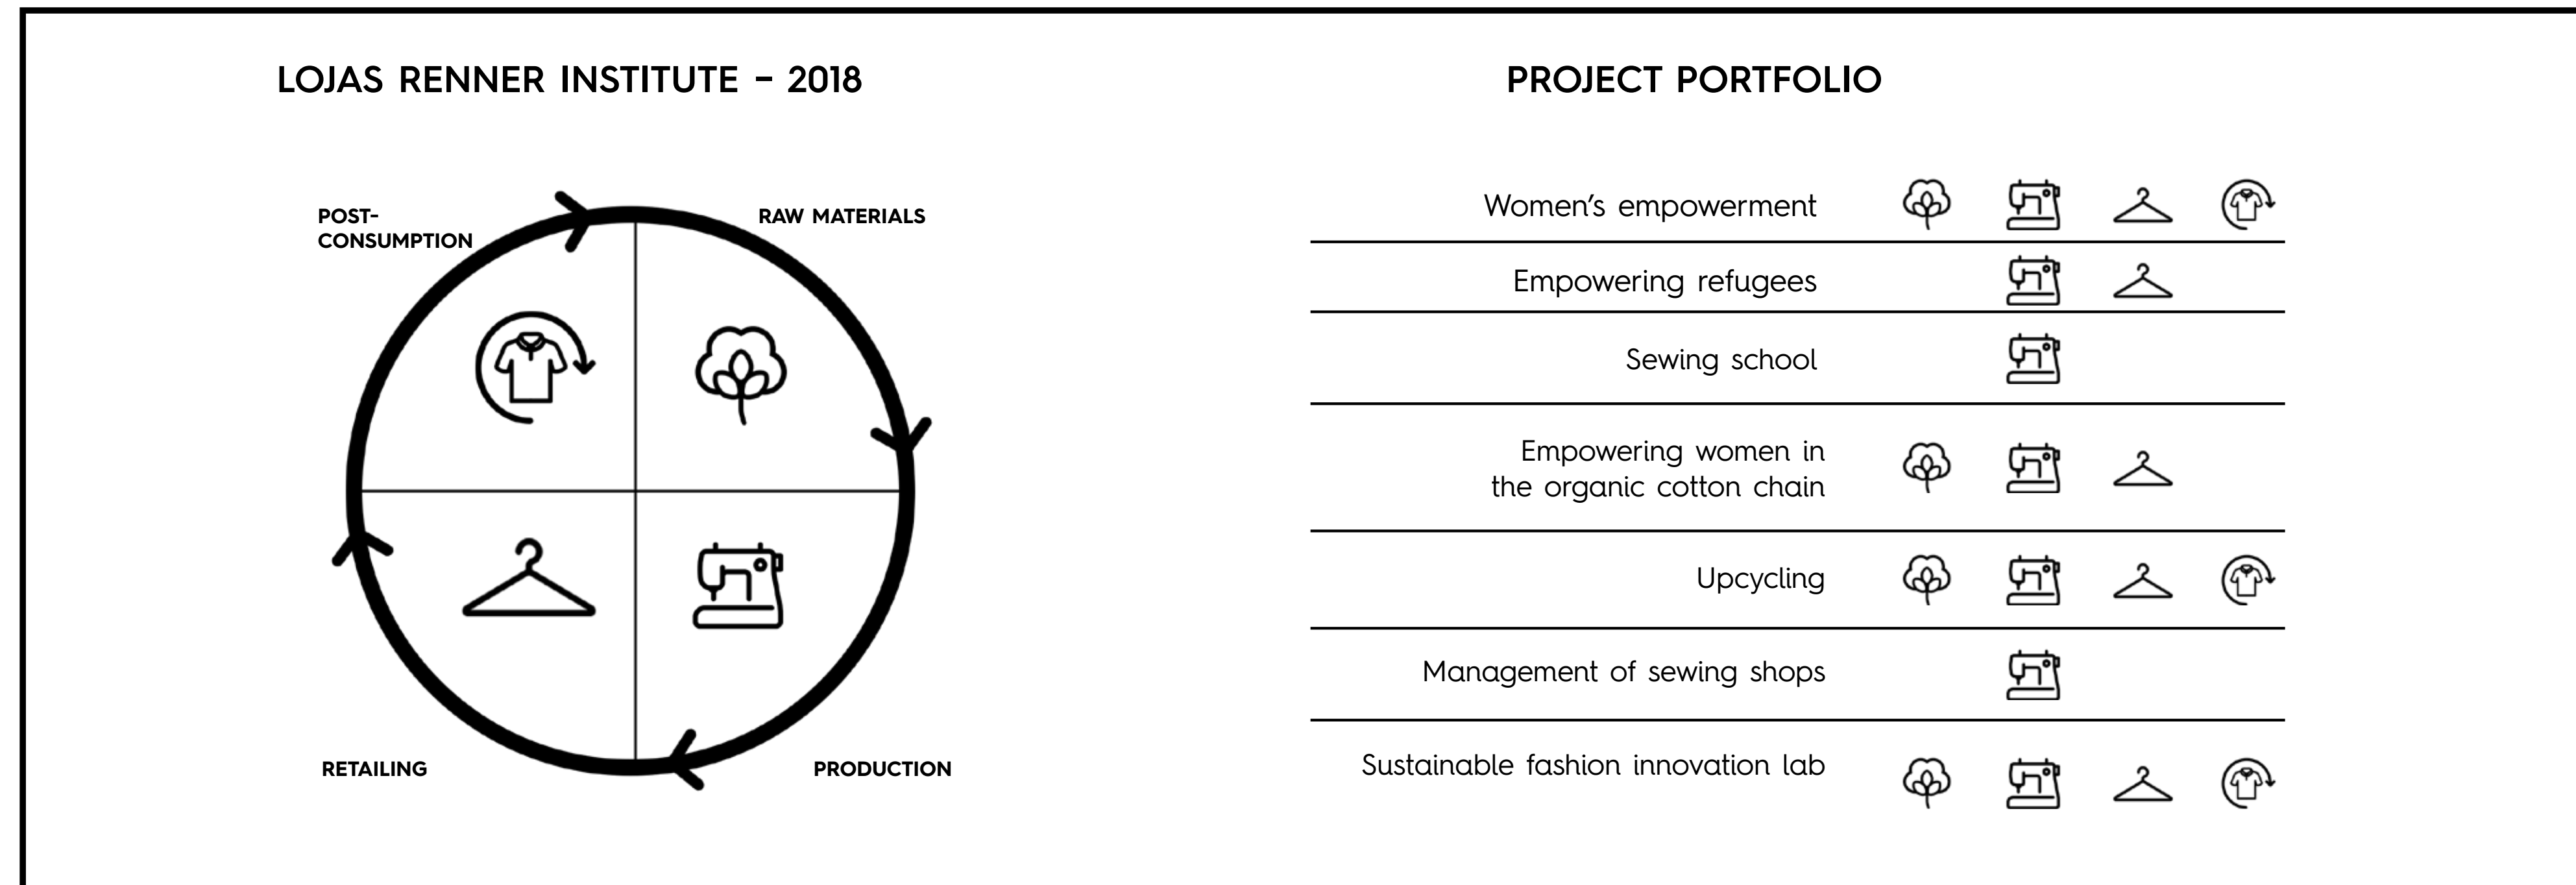 LOJAS RENNER INSTITUTE - 2018
POST-
CONSUMPTION
RAW MATERIALS
RETAILING
PRODUCTION
PROJECT PORTFOLIO
Women's empowerment
Empowering refugees
Sewing school
Empowering women in
the organic cotton chain
Upcycling
Management of sewing shops
Sustainable fashion innovation lab